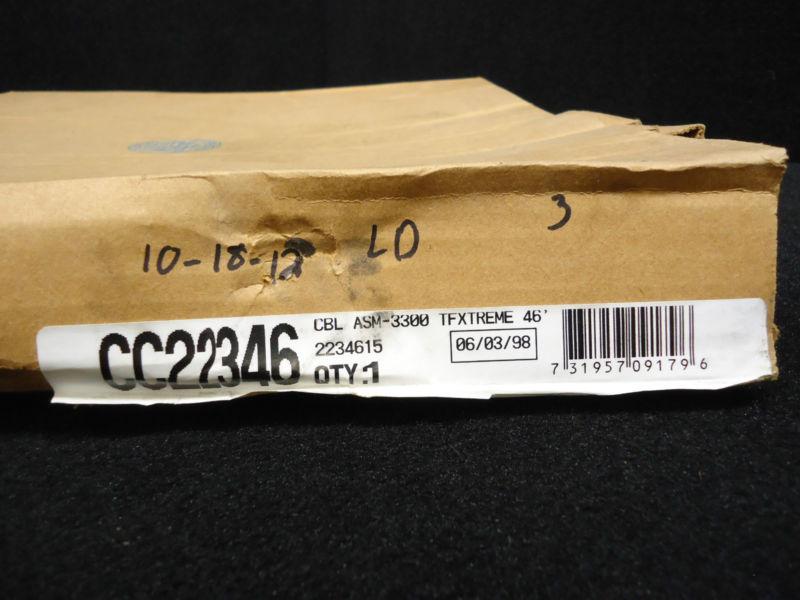 10-18-12 LD 3
CC22346
CBL ASM-3300 TFXTREME 46'
2234615
06/03/98
QTY:1
7 31957 09179 6